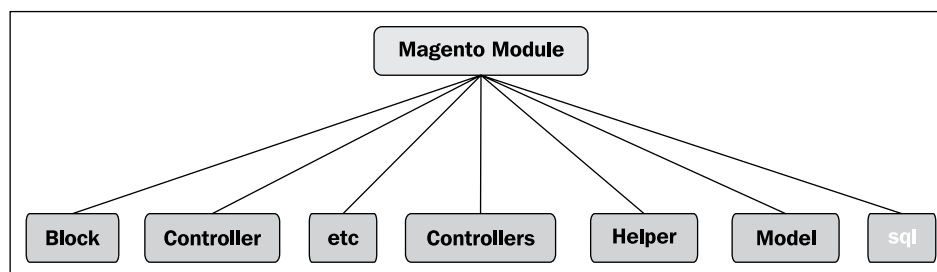 Magento Module
Block
Controller
etc
Controllers
Helper
Model
sql